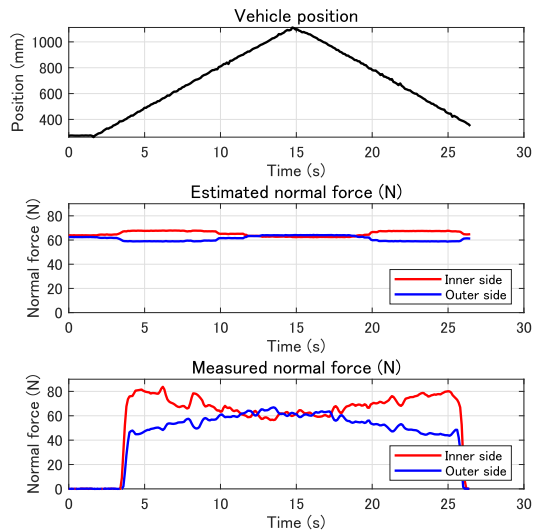 Vehicle position
Position (mm)
1000
800
600
400
0 5 10 15 20 25 30
Time (s)
Estimated normal force (N)
Normal force (N)
80
60
40
20
0
Inner side
Outer side
0 5 10 15 20 25 30
Time (s)
Measured normal force (N)
Normal force (N)
80
60
40
20
0
Inner side
Outer side
0 5 10 15 20 25 30
Time (s)